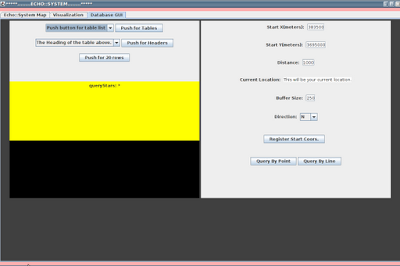 *****........ECHO::SYSTEM........*****
Echo::System Map Visualization Database GUI
Push button for table list Push for Tables
The Heading of the table above. Push for Headers
Push for 20 rows
queryStars: *
Start X(meters):
Start Y(meters):
Distance: 1000
Current Location: This will be your current location
Buffer Size: 250
Direction: N
Register Start Coors.
Query By Point Query By Line